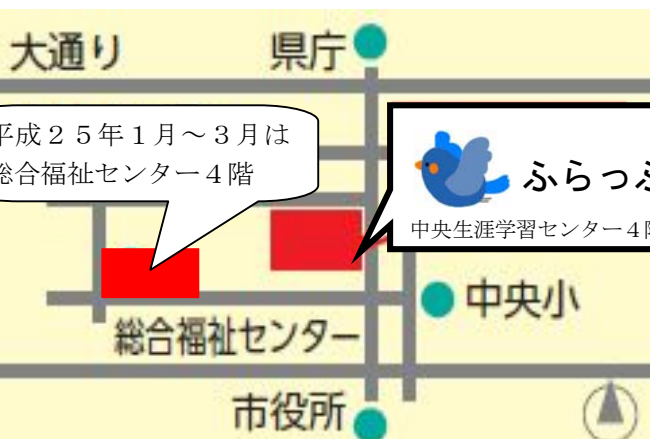 大通り
県庁
平成２５年１月～３月は
総合福祉センター４階
ふらっぷ
中央生涯学習センター４階
中央小
総合福祉センター
市役所